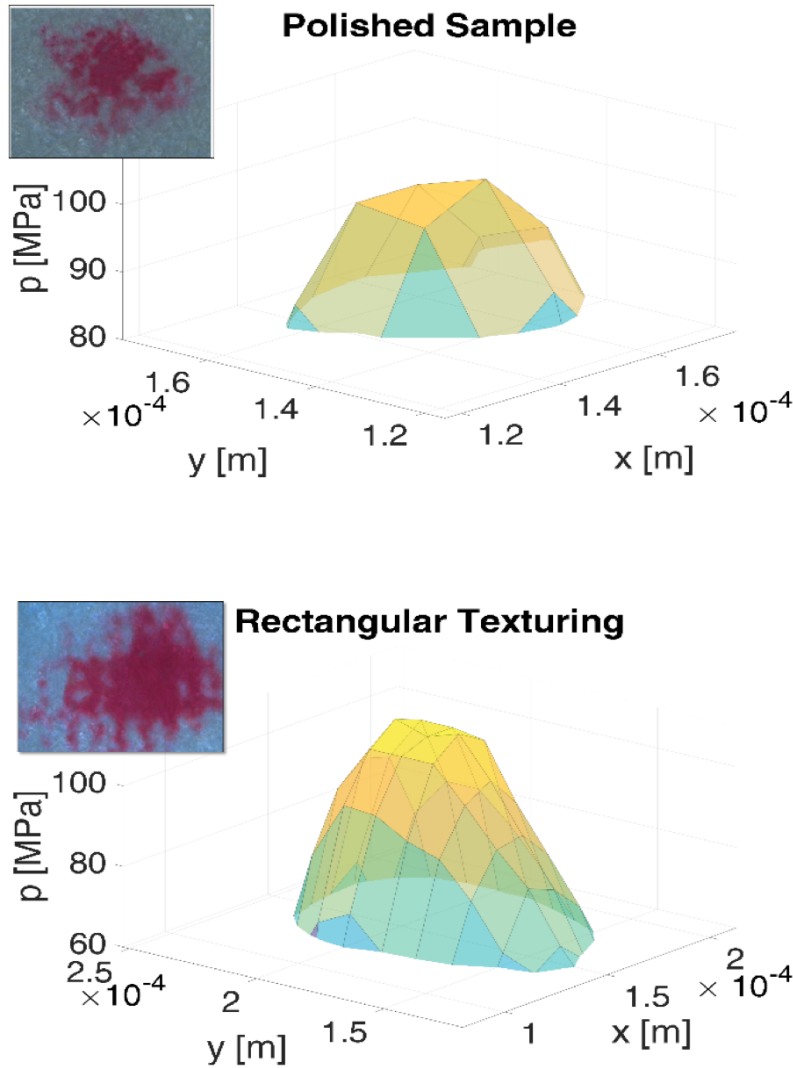 Polished Sample
p [MPa]
100
90
80
1.6
1.4
1.2
× 10-4
y [m]
1.2
1.4
1.6
× 10-4
x [m]
Rectangular Texturing
p [MPa]
100
80
60
2.5
2
1.5
× 10-4
y [m]
1
1.5
2
× 10-4
x [m]